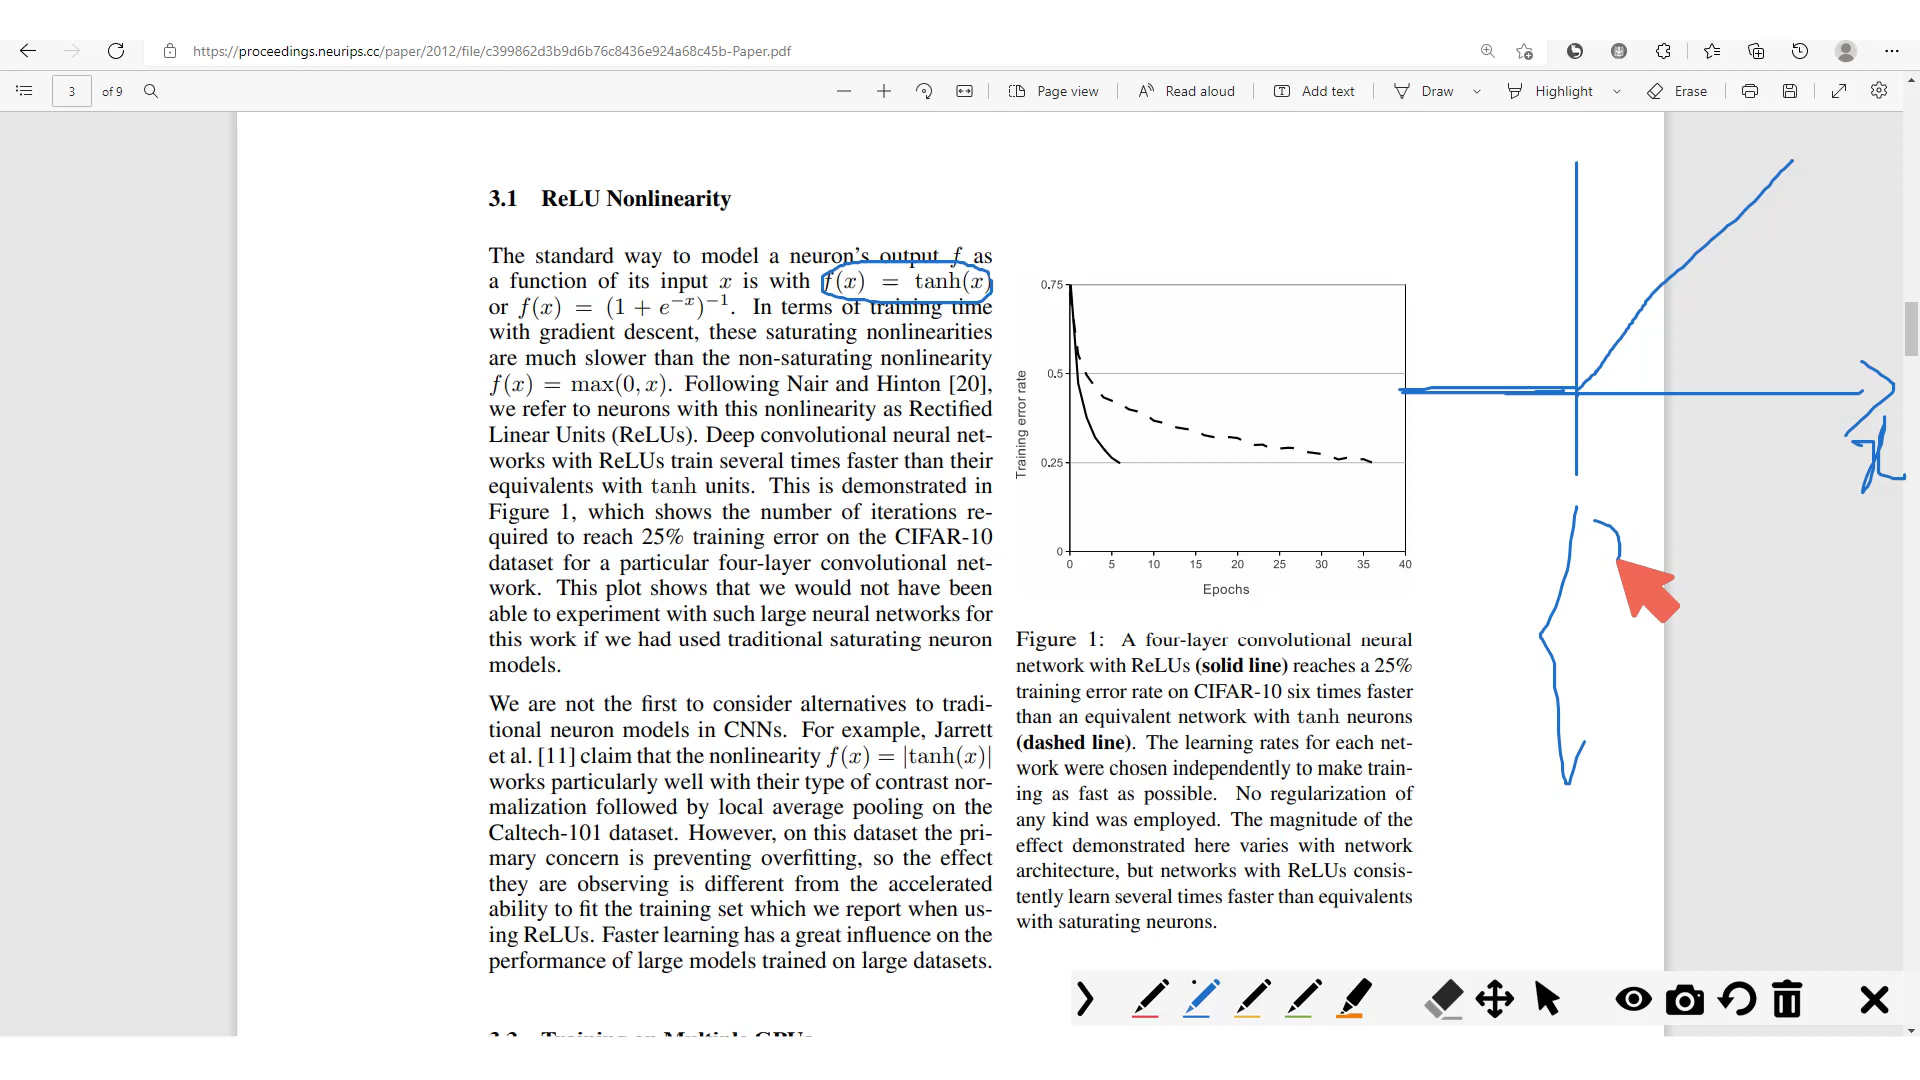 https://proceedings.neurips.cc/paper/2012/file/c399862d3b9d6b76c8436e924a68c45b-Paper.pdf
3 of 9 Page view Read aloud Add text Draw Highlight Erase
3.1 ReLU Nonlinearity
The standard way to model a neuron's output f as
a function of its input x is with f(x) = tanh(x)
or f(x) = (1 + e^{-x})^{-1}. In terms of training time
with gradient descent, these saturating nonlinearities
are much slower than the non-saturating nonlinearity
f(x) = max(0, x). Following Nair and Hinton [20],
we refer to neurons with this nonlinearity as Rectified
Linear Units (ReLUs). Deep convolutional neural net-
works with ReLUs train several times faster than their
equivalents with tanh units. This is demonstrated in
Figure 1, which shows the number of iterations re-
quired to reach 25% training error on the CIFAR-10
dataset for a particular four-layer convolutional net-
work. This plot shows that we would not have been
able to experiment with such large neural networks for
this work if we had used traditional saturating neuron
models.
We are not the first to consider alternatives to tradi-
tional neuron models in CNNs. For example, Jarrett
et al. [11] claim that the nonlinearity f(x) = |tanh(x)|
works particularly well with their type of contrast nor-
malization followed by local average pooling on the
Caltech-101 dataset. However, on this dataset the pri-
mary concern is preventing overfitting, so the effect
they are observing is different from the accelerated
ability to fit the training set which we report when us-
ing ReLUs. Faster learning has a great influence on the
performance of large models trained on large datasets.
0.75
0.5
0.25
0
Training error rate
0 5 10 15 20 25 30 35 40
Epochs
Figure 1: A four-layer convolutional neural
network with ReLUs (solid line) reaches a 25%
training error rate on CIFAR-10 six times faster
than an equivalent network with tanh neurons
(dashed line). The learning rates for each net-
work were chosen independently to make train-
ing as fast as possible. No regularization of
any kind was employed. The magnitude of the
effect demonstrated here varies with network
architecture, but networks with ReLUs consis-
tently learn several times faster than equivalents
with saturating neurons.
x
3.2 Training on Multiple GPUs